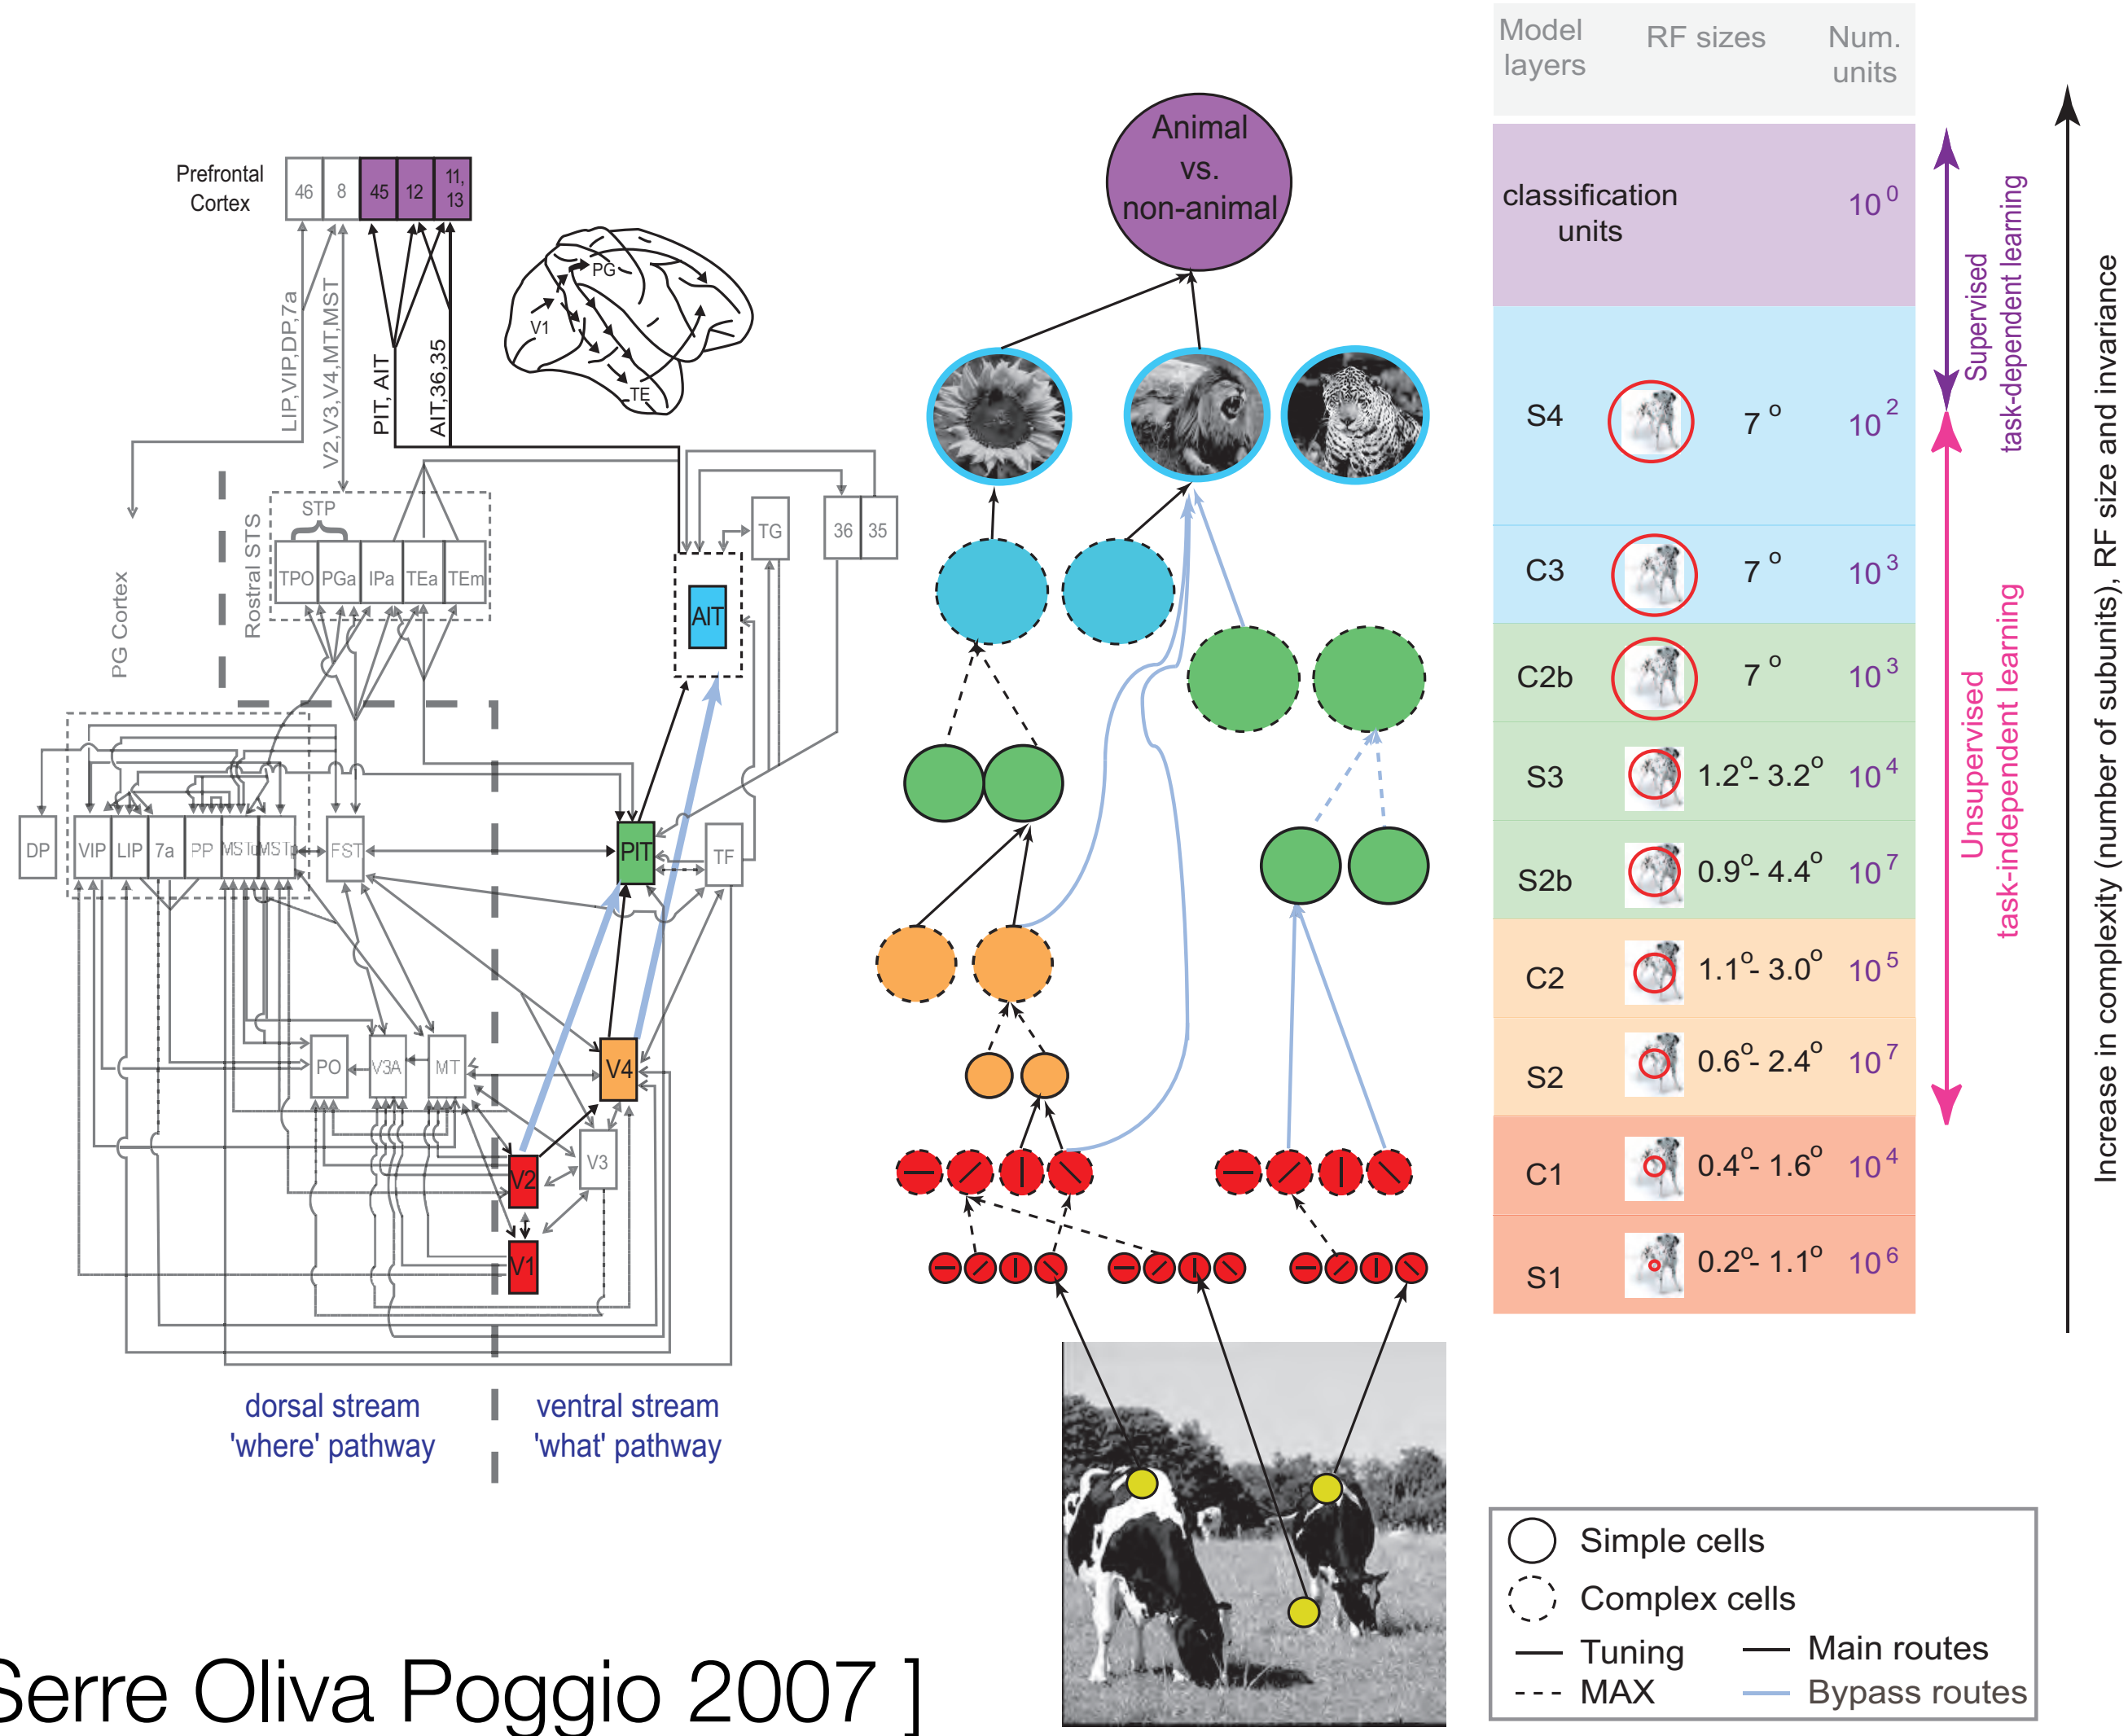 Model layers
RF sizes
Num. units
Prefrontal
Cortex
46
8
45
12
11,
13
LIP,VIP,DP,7a
V2,V3,V4,MT,MST
PIT, AIT
AIT,36,35
V1
PG
TE
Animal
vs.
non-animal
classification
units
10 0
S4
7 o
10 2
C3
7 o
10 3
C2b
7 o
10 3
S3
1.2o- 3.2o
10 4
S2b
0.9o- 4.4o
10 7
C2
1.1o- 3.0o
10 5
S2
0.6o- 2.4o
10 7
C1
0.4o- 1.6o
10 4
S1
0.2o- 1.1o
10 6
Supervised
task-dependent learning
Unsupervised
task-independent learning
Increase in complexity (number of subunits), RF size and invariance
PG Cortex
Rostral STS
STP
TPO
PGa
IPa
TEa
TEm
TG
36
35
AIT
DP
VIP
LIP
7a
PP
FST
PIT
TF
PO
V3A
MT
V4
V3
V2
V1
dorsal stream
'where' pathway
ventral stream
'what' pathway
Simple cells
Complex cells
Tuning
Main routes
MAX
Bypass routes
Serre Oliva Poggio 2007 ]